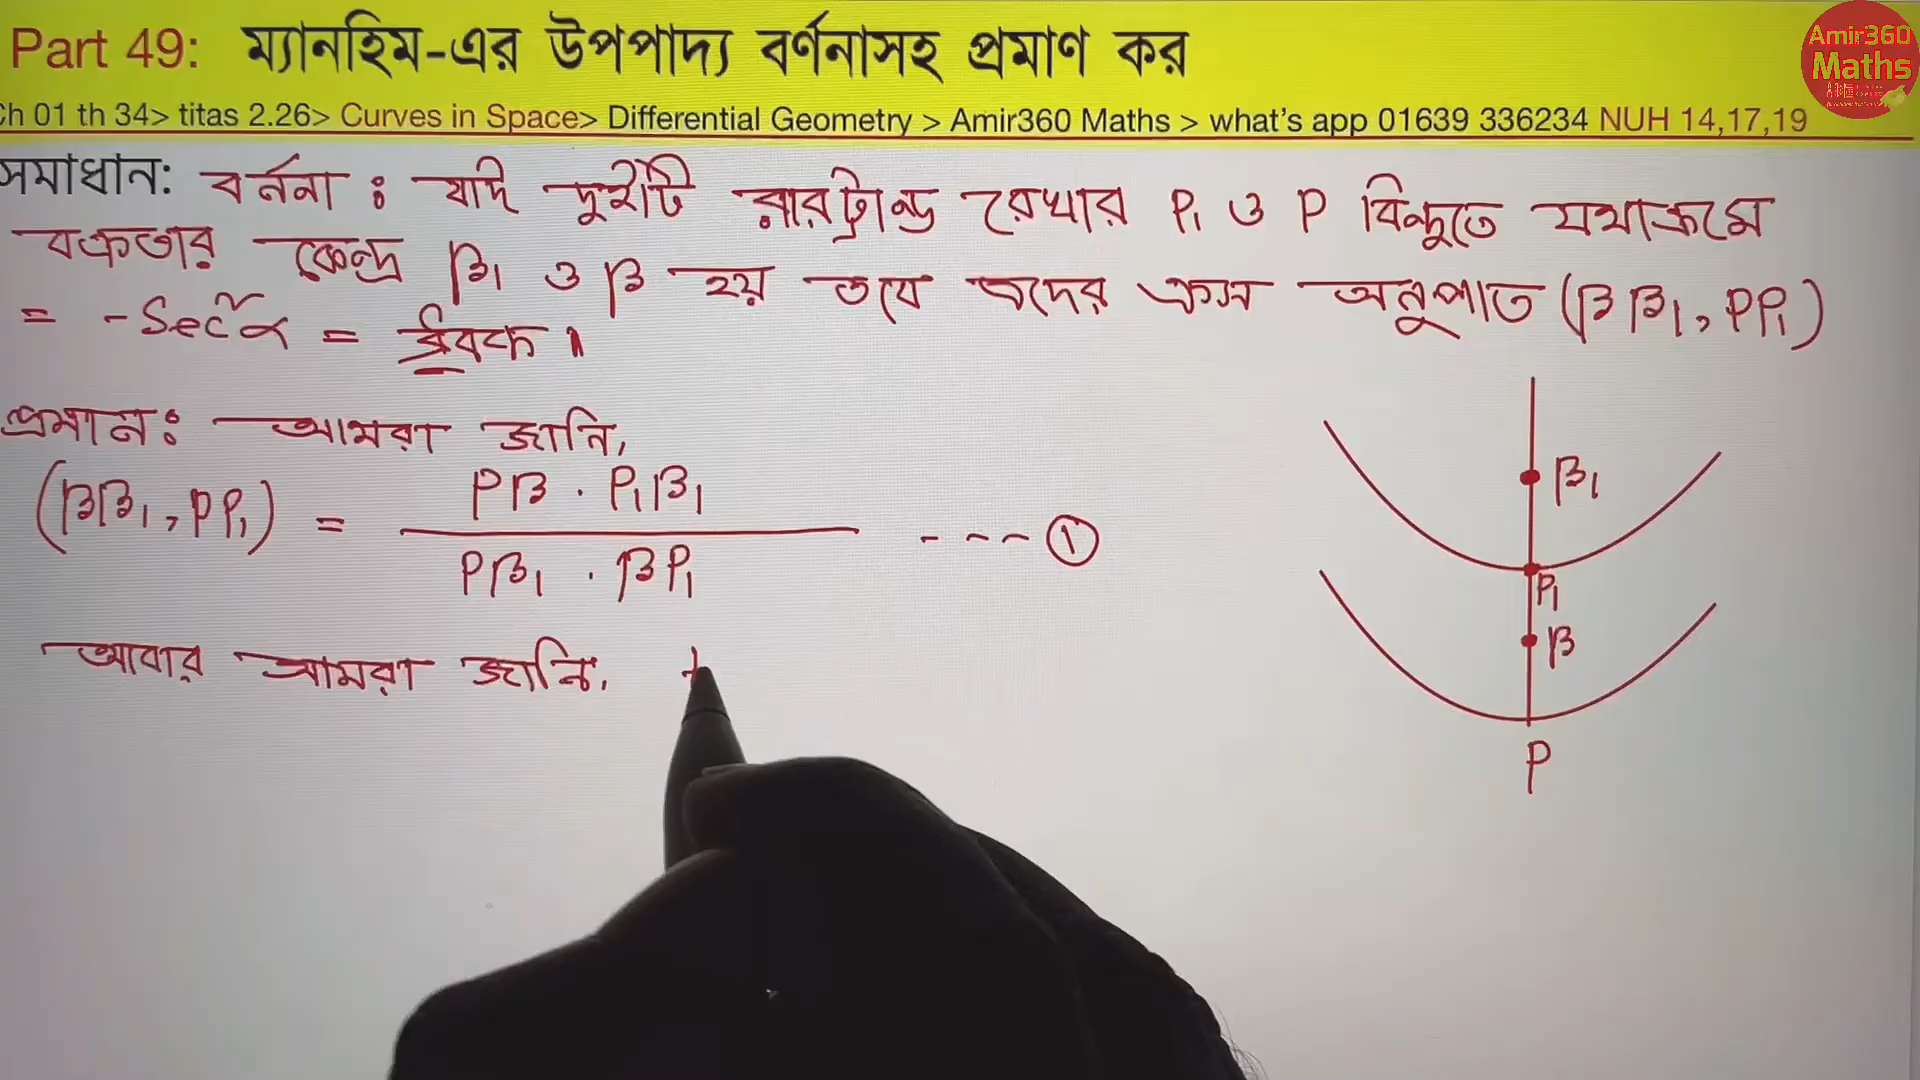 Part 49: ম্যানহিম-এর উপপাদ্য বর্ণনাসহ প্রমাণ কর
Amir360
Maths
Ch 01 th 34> titas 2.26> Curves in Space> Differential Geometry > Amir360 Maths > what's app 01639 336234 NUH 14,17,19
সমাধান: বর্ননা : যদি দুইটি বারট্রান্ড রেখার P₁ ও P বিন্দুতে যথাক্রমে
বক্রতার কেন্দ্র β₁ ও β হয় তবে তাদের ক্রস অনুপাত (ββ₁, PP₁)
= -Sec²α = ধ্রুবক।
প্রমান: আমরা জানি,
(ββ₁, PP₁) = Pβ . P₁β₁ / Pβ₁ . βP₁ ---- ①
আবার আমরা জানি,
β₁
P₁
β
P